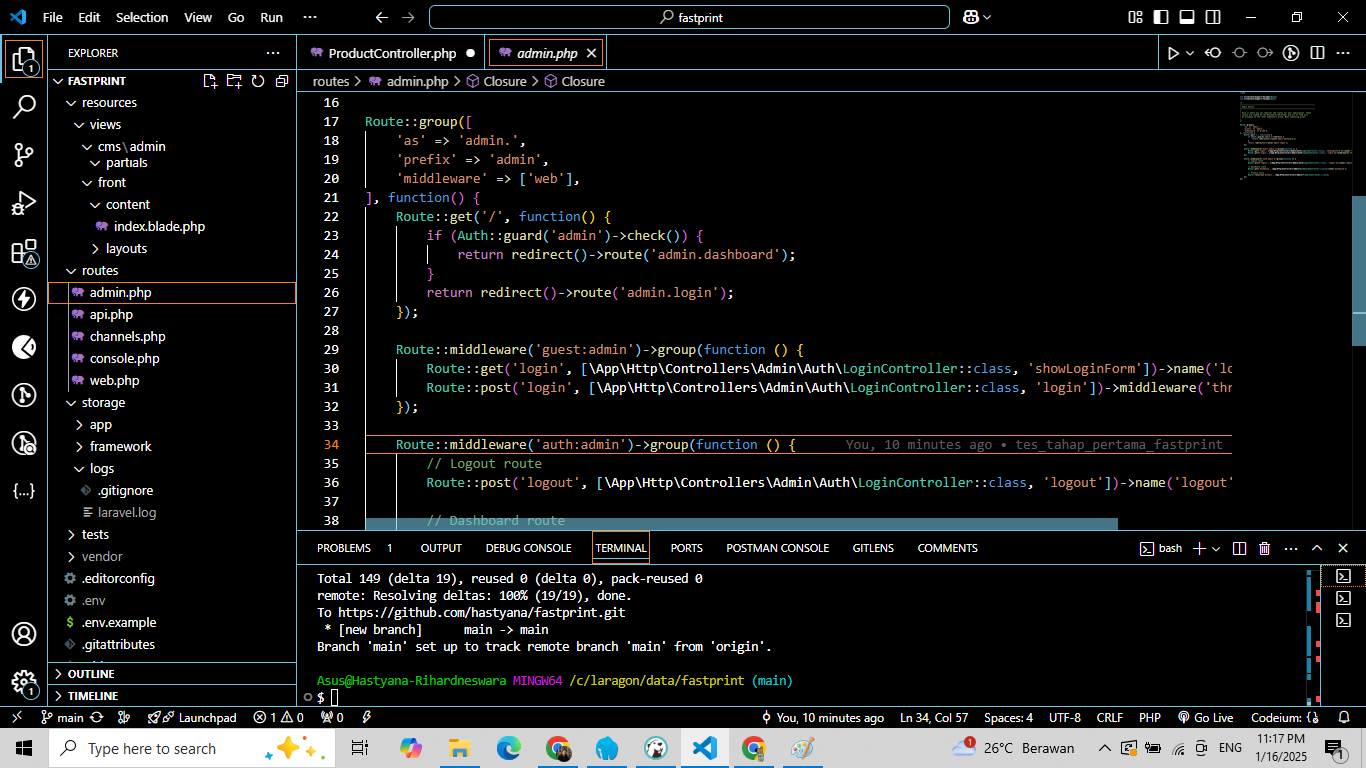 File Edit Selection View Go Run ···
fastprint
EXPLORER
FASTPRINT
resources
views
cms\admin
partials
front
content
index.blade.php
layouts
routes
admin.php
api.php
channels.php
console.php
web.php
storage
app
framework
logs
.gitignore
laravel.log
tests
vendor
.editorconfig
.env
.env.example
.gitattributes
OUTLINE
TIMELINE
ProductController.php admin.php
routes > admin.php > Closure > Closure
16
17 Route::group([
18 'as' => 'admin.',
19 'prefix' => 'admin',
20 'middleware' => ['web'],
21 ], function() {
22 Route::get('/', function() {
23 if (Auth::guard('admin')->check()) {
24 return redirect()->route('admin.dashboard');
25 }
26 return redirect()->route('admin.login');
27 });
28
29 Route::middleware('guest:admin')->group(function () {
30 Route::get('login', [\App\Http\Controllers\Admin\Auth\LoginController::class, 'showLoginForm'])->name('lo
31 Route::post('login', [\App\Http\Controllers\Admin\Auth\LoginController::class, 'login'])->middleware('thr
32 });
33
34 Route::middleware('auth:admin')->group(function () { You, 10 minutes ago • tes_tahap_pertama_fastprint
35 // Logout route
36 Route::post('logout', [\App\Http\Controllers\Admin\Auth\LoginController::class, 'logout'])->name('logout'
37
38 // Dashboard route
PROBLEMS 1 OUTPUT DEBUG CONSOLE TERMINAL PORTS POSTMAN CONSOLE GITLENS COMMENTS bash
Total 149 (delta 19), reused 0 (delta 0), pack-reused 0
remote: Resolving deltas: 100% (19/19), done.
To https://github.com/hastyana/fastprint.git
* [new branch] main -> main
Branch 'main' set up to track remote branch 'main' from 'origin'.
Asus@Hastyana-Rihardneswara MINGW64 /c/laragon/data/fastprint (main)
$
main Launchpad 1 0 0 You, 10 minutes ago Ln 34, Col 57 Spaces: 4 UTF-8 CRLF PHP Go Live Codeium: {}
Type here to search 1 26°C Berawan ENG 11:17 PM
1/16/2025 1